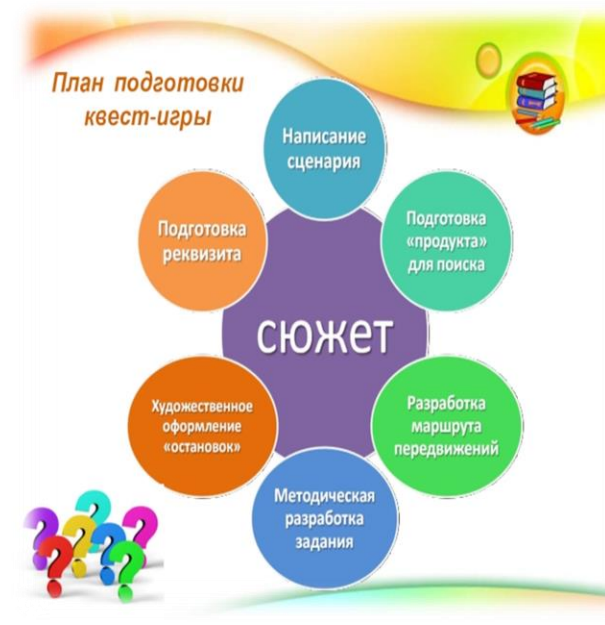 План подготовки
квест-игры
Написание
сценария
Подготовка
«продукта»
для поиска
Разработка
маршрута
передвижений
Методическая
разработка
задания
Художественное
оформление
«остановок»
Подготовка
реквизита
сюжет